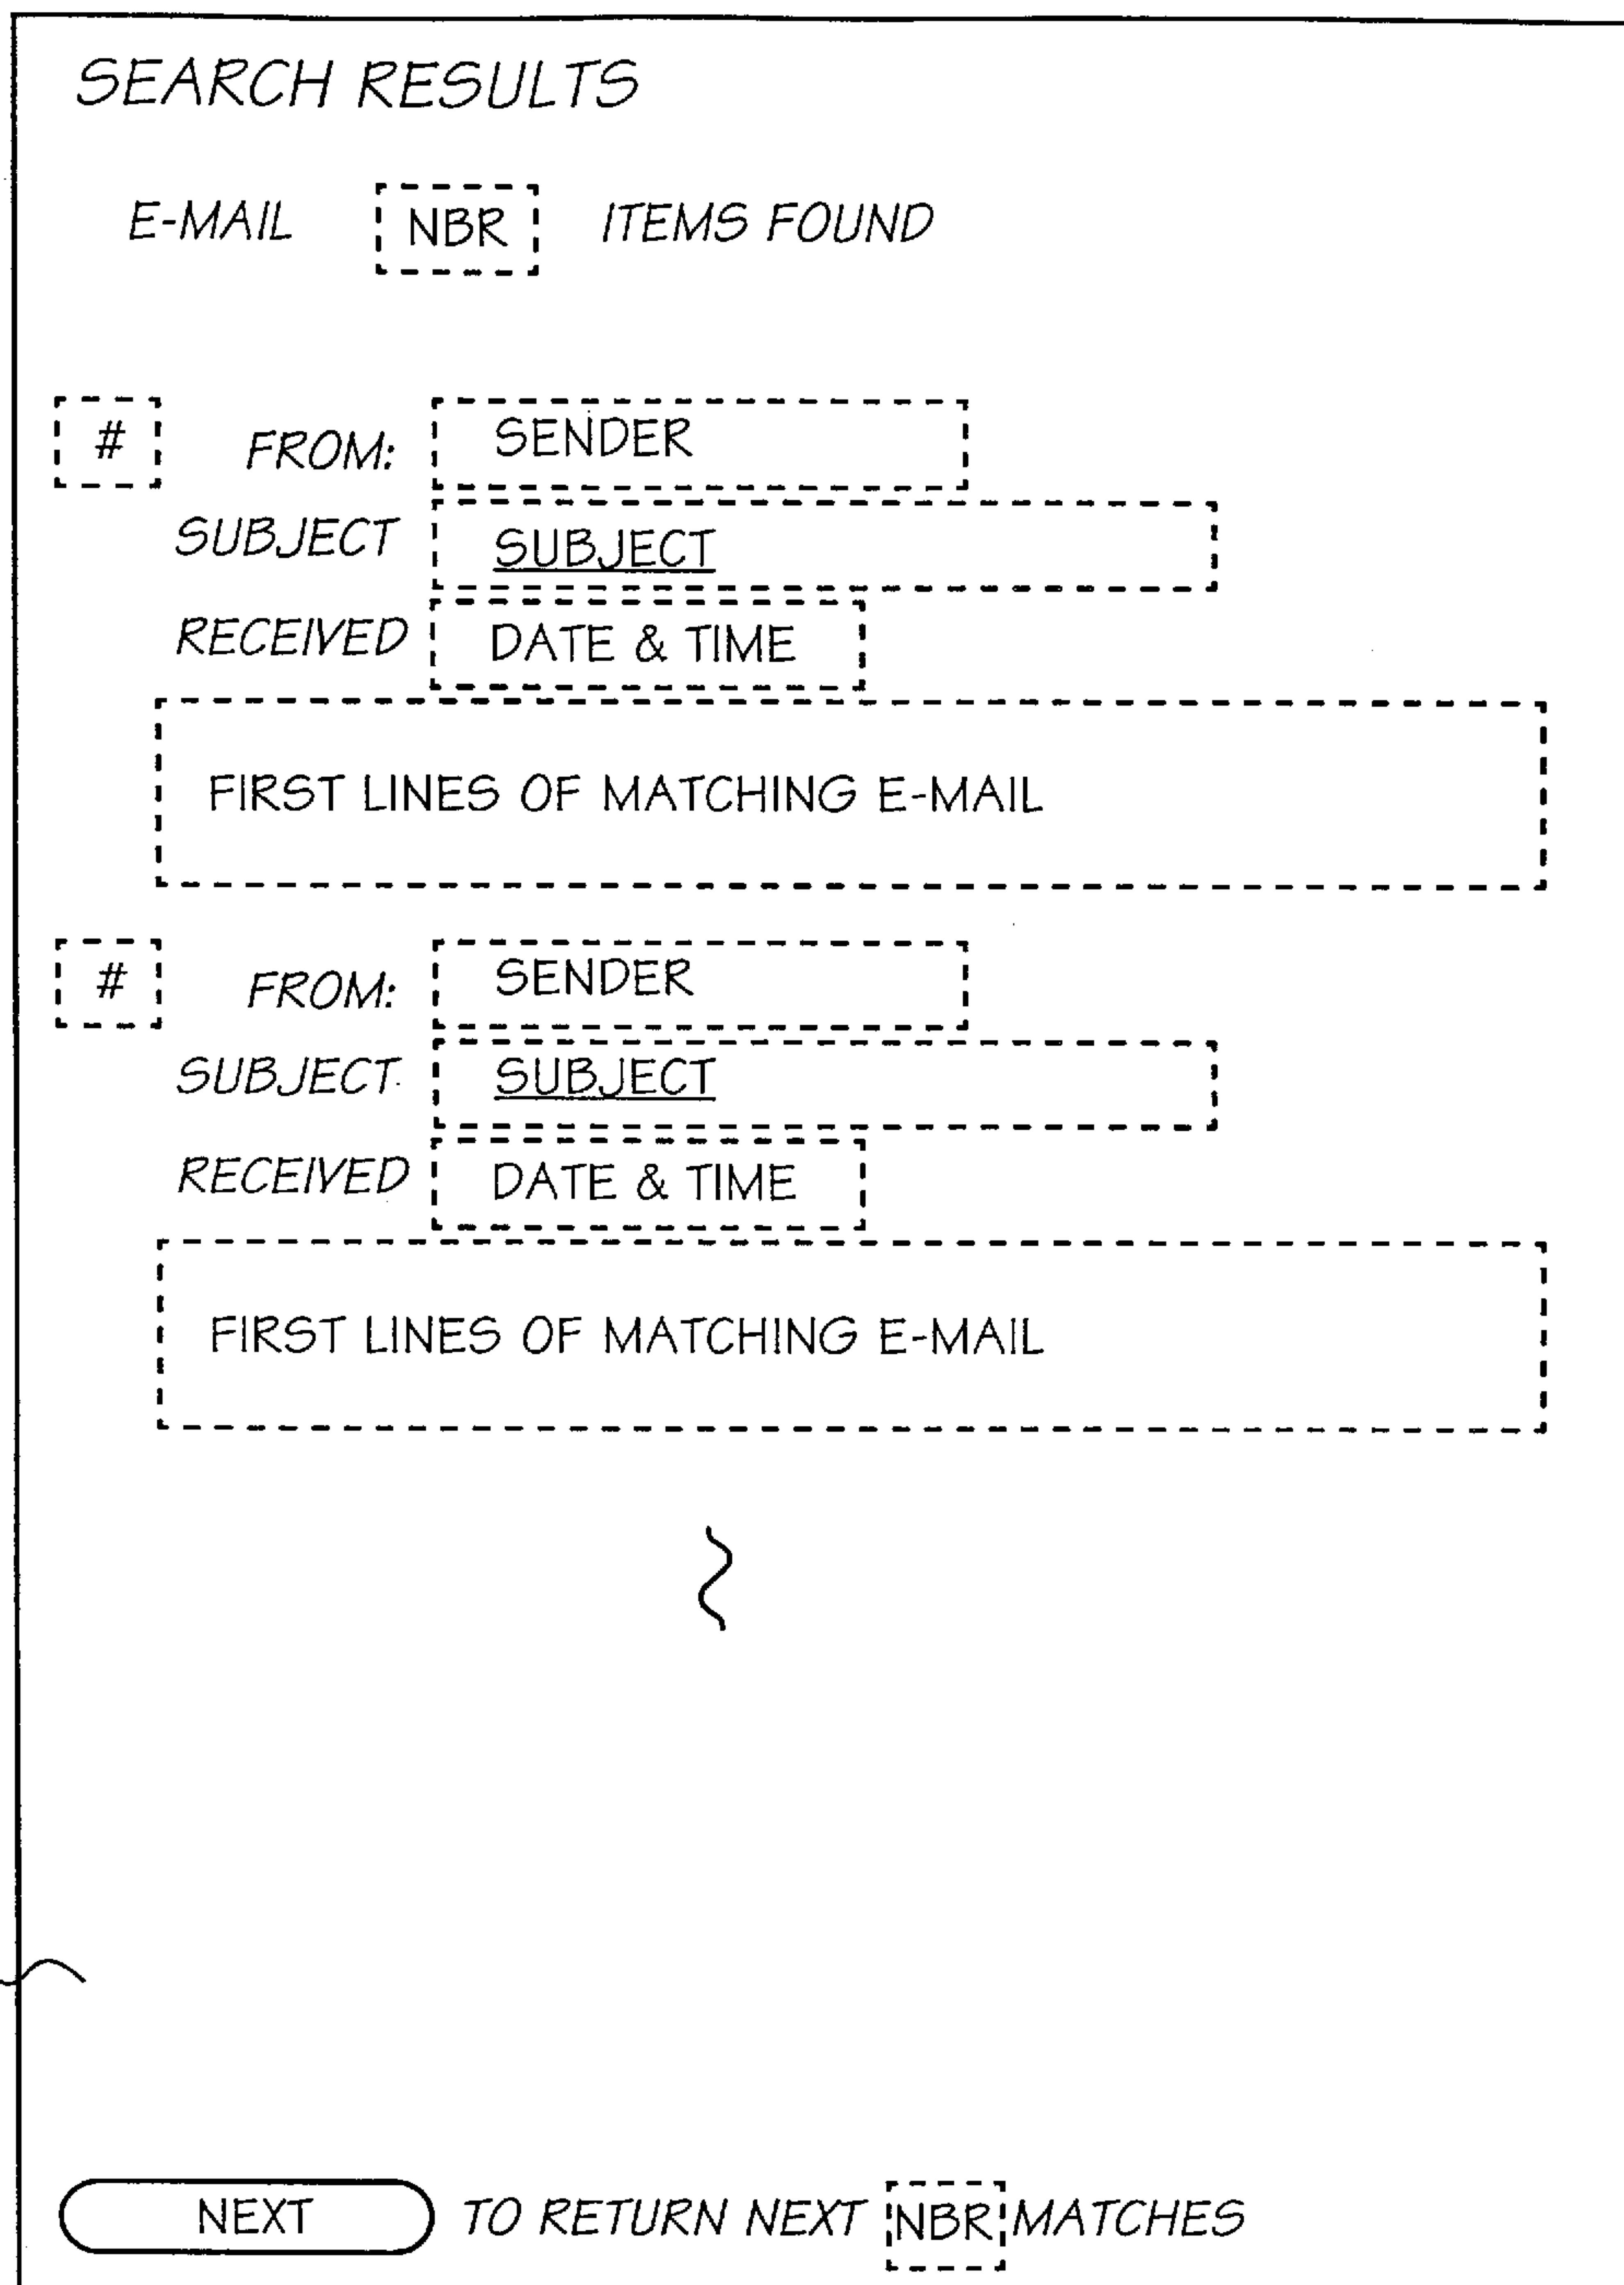 SEARCH RESULTS
E-MAIL NBR ITEMS FOUND
# FROM: SENDER
SUBJECT SUBJECT
RECEIVED DATE & TIME
FIRST LINES OF MATCHING E-MAIL
# FROM: SENDER
SUBJECT SUBJECT
RECEIVED DATE & TIME
FIRST LINES OF MATCHING E-MAIL
NEXT TO RETURN NEXT NBR MATCHES